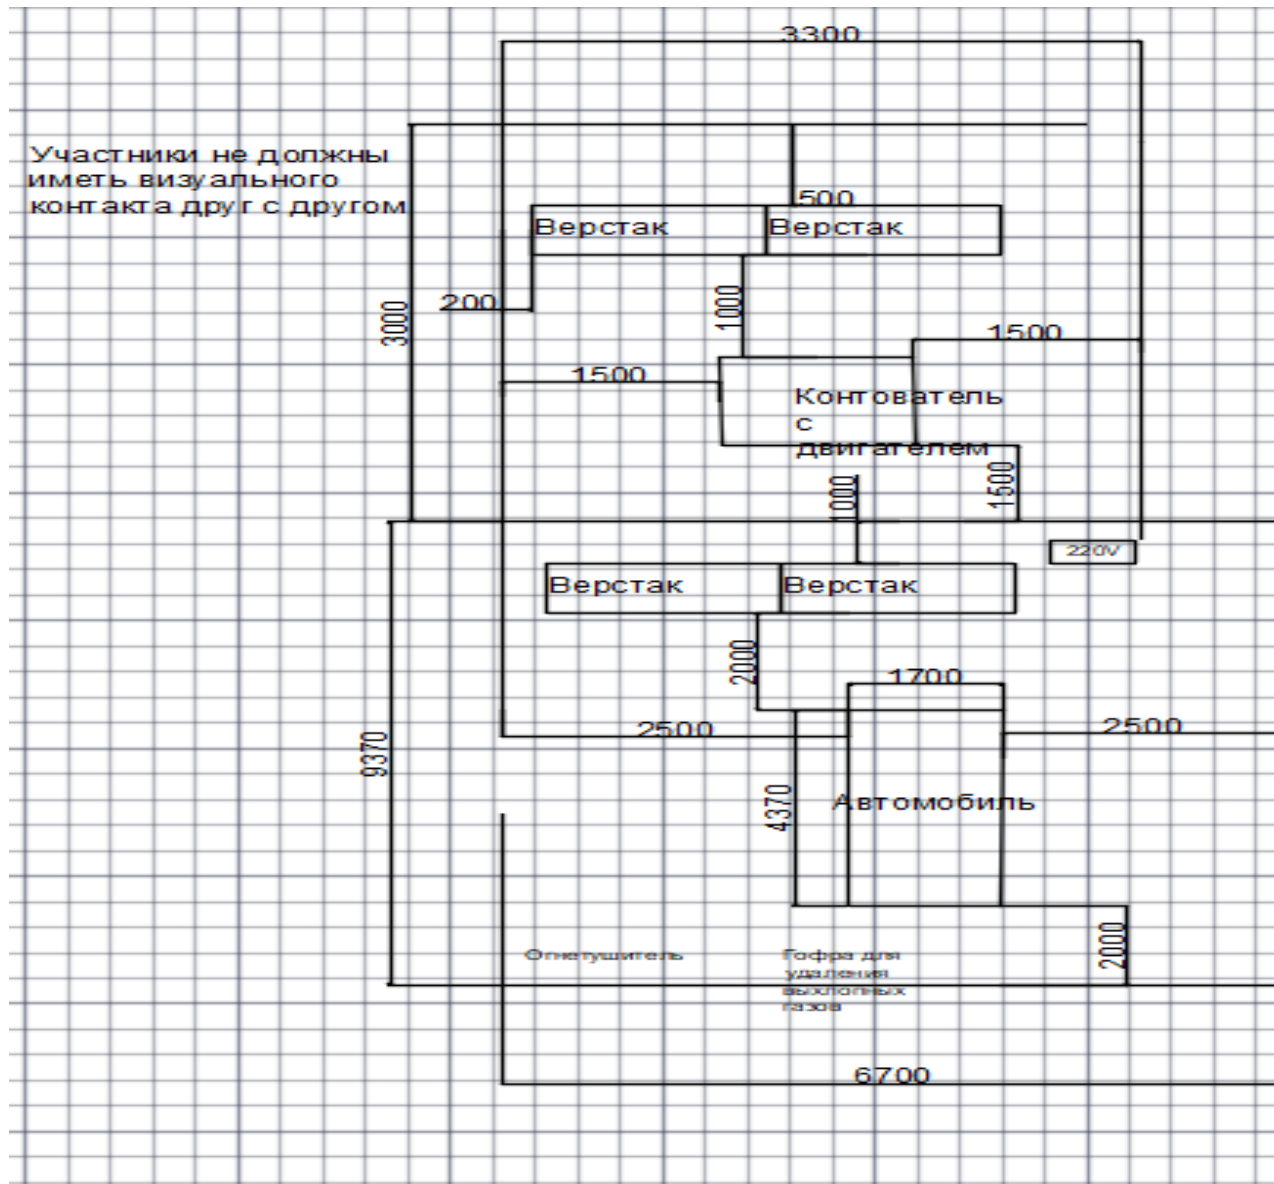 3300
Участники не должны
иметь визуального
контакта друг с другом
500
Верстак
Верстак
200
3000
1000
1500
1500
Контователь
с
двигателем
1500
1000
220V
Верстак
Верстак
2000
1700
2500
2500
9370
4370
Автомобиль
2000
Огнетушитель
Гофра для
удаления
выхлопных
газов
6700